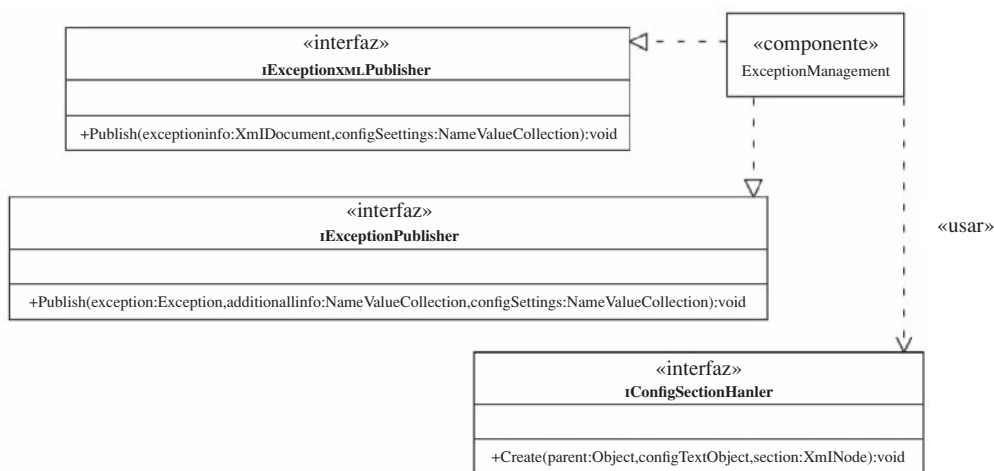 «interfaz»
IExceptionXMLPublisher
+Publish(exceptioninfo:XmIDocument,configSeettings:NameValueCollection):void
«componente»
ExceptionManagement
«interfaz»
IExceptionPublisher
+Publish(exception:Exception,additionallinfo:NameValueCollection,configSettings:NameValueCollection):void
«usar»
«interfaz»
IConfigSectionHanler
+Create(parent:Object,configTextObject,section:XmINode):void